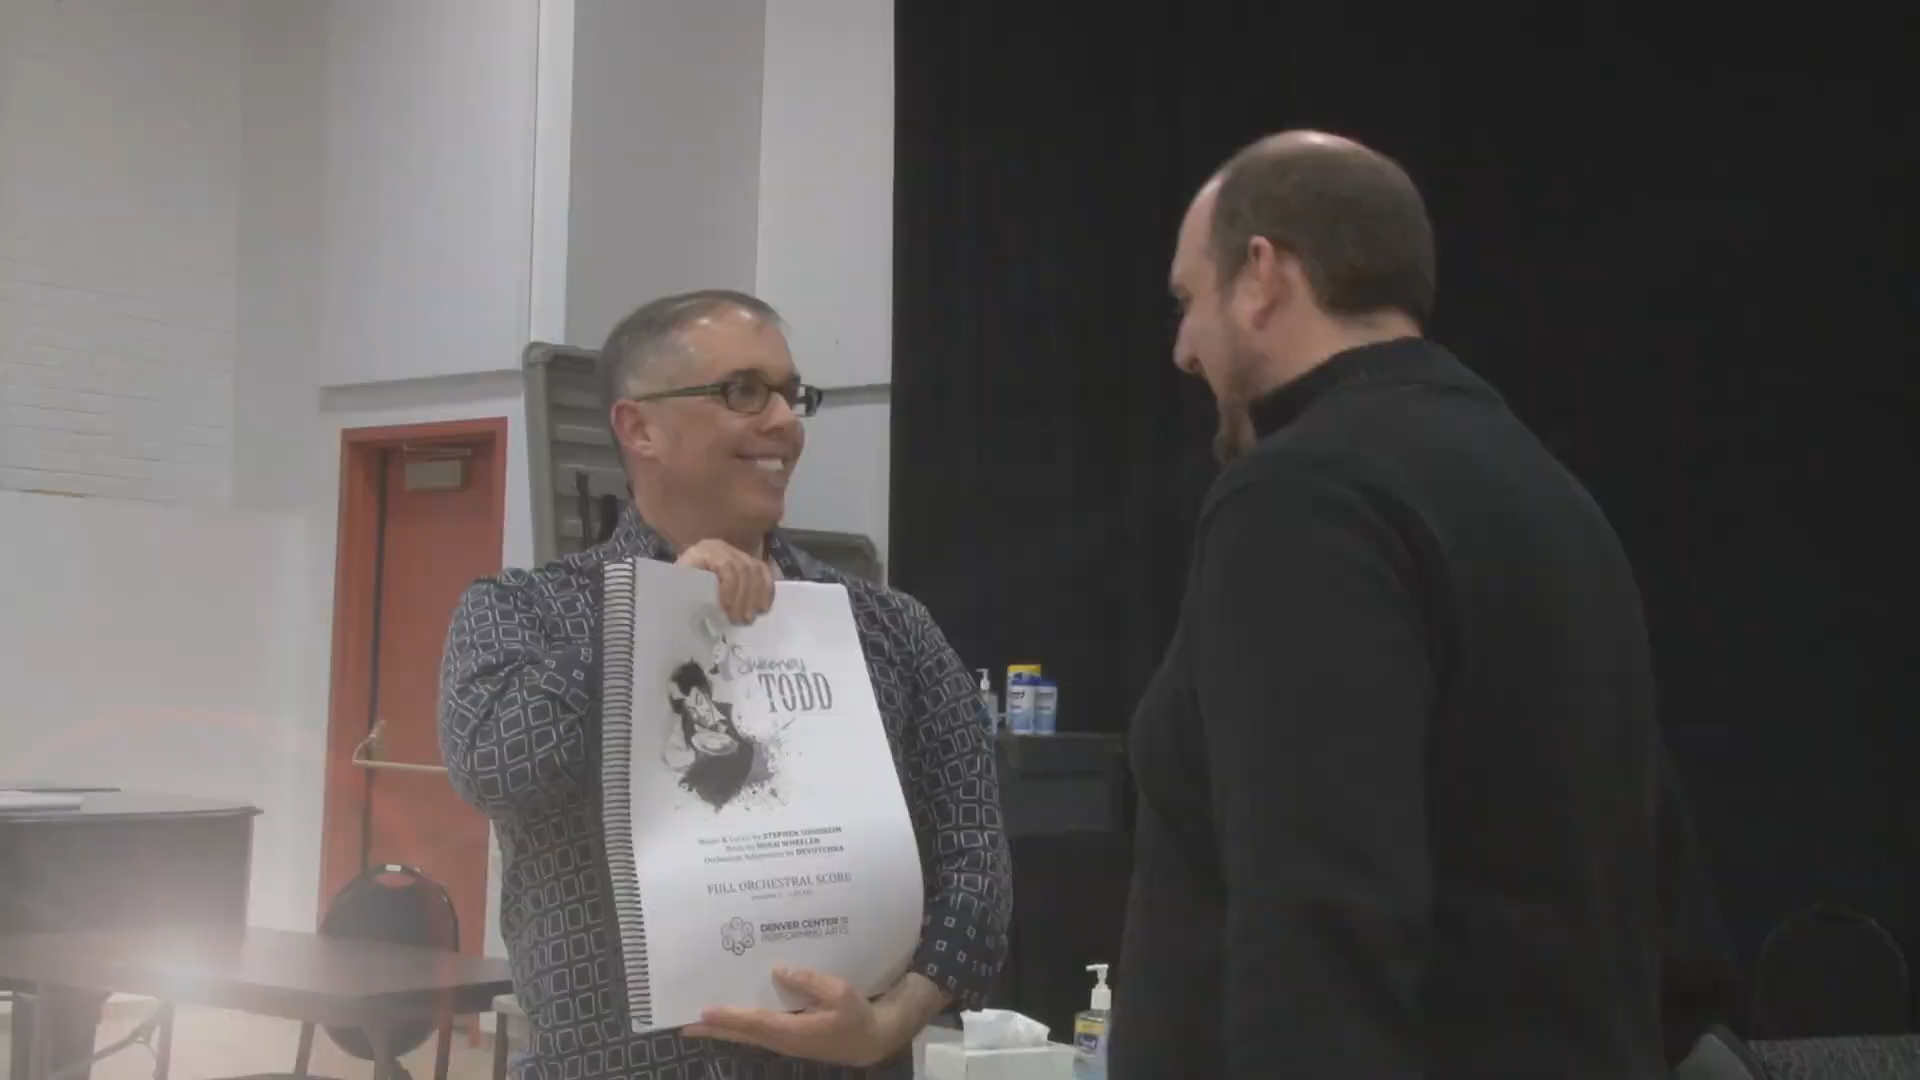 Sweeney
TODD
Music & Lyrics by STEPHEN SONDHEIM
Book by HUGH WHEELER
Orchestral Adaptation by DEVOTCHKA
FULL ORCHESTRAL SCORE
DENVER CENTER
PERFORMING ARTS